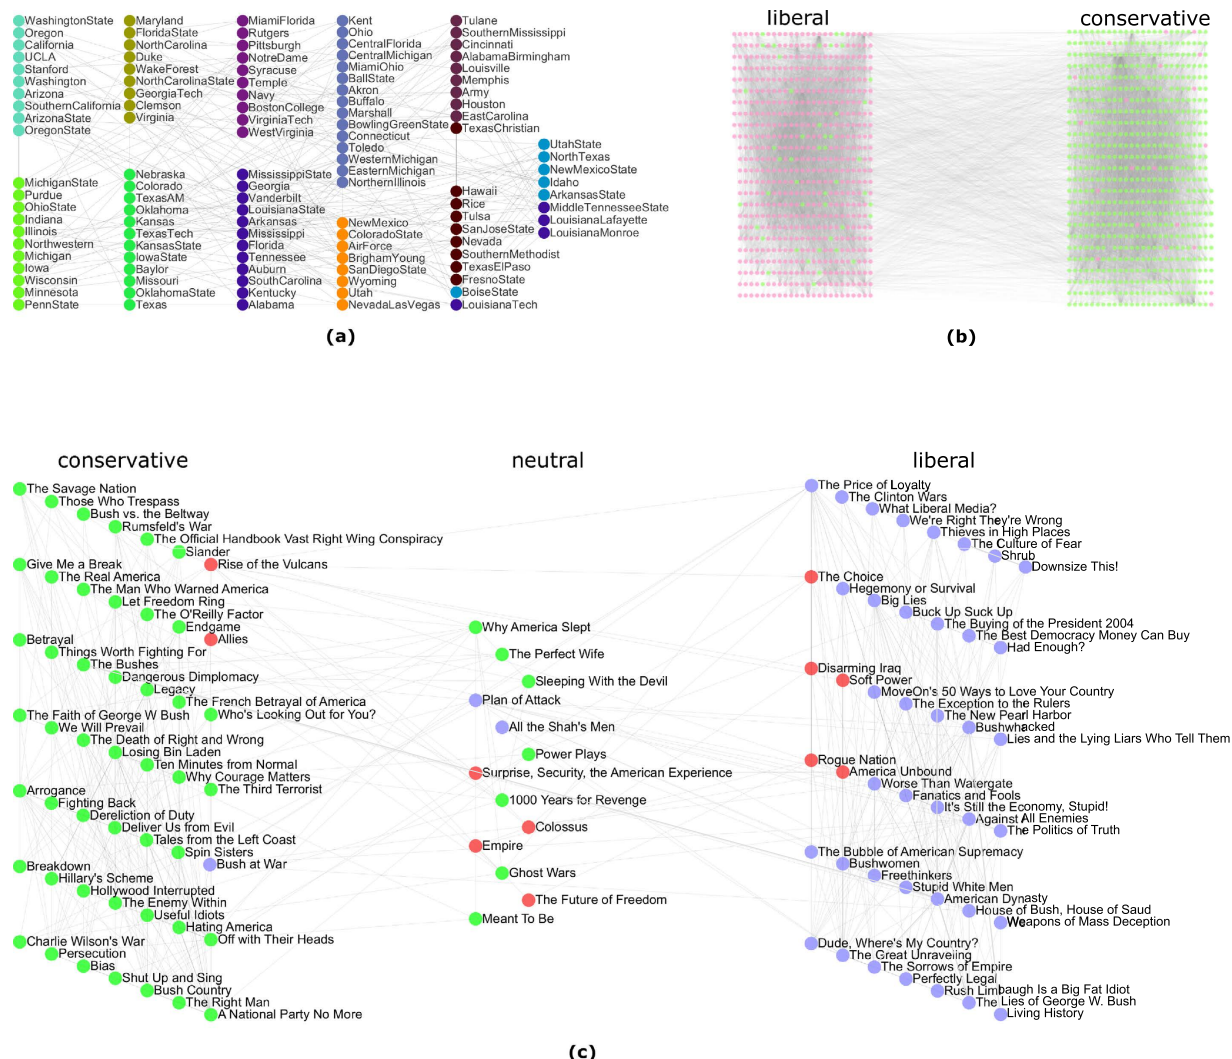 WashingtonState
Oregon
California
UCLA
Stanford
Washington
Arizona
SouthernCalifornia
ArizonaState
OregonState
MichiganState
Purdue
OhioState
Indiana
Illinois
Northwestern
Michigan
Iowa
Wisconsin
Minnesota
PennState
Maryland
FloridaState
NorthCarolina
Duke
WakeForest
NorthCarolinaState
GeorgiaTech
Clemson
Virginia
Nebraska
Colorado
TexasAM
Oklahoma
Kansas
TexasTech
KansasState
IowaState
Baylor
Missouri
OklahomaState
Texas
MiamiFlorida
Rutgers
Pittsburgh
NotreDame
Syracuse
Temple
Navy
BostonCollege
VirginiaTech
WestVirginia
MississippiState
Georgia
Vanderbilt
LouisianaState
Arkansas
Mississippi
Florida
Tennessee
Auburn
SouthCarolina
Kentucky
Alabama
Kent
Ohio
CentralFlorida
CentralMichigan
MiamiOhio
BallState
Akron
Buffalo
Marshall
BowlingGreenState
Connecticut
Toledo
WesternMichigan
EasternMichigan
NorthernIllinois
NewMexico
ColoradoState
AirForce
BrighamYoung
SanDiegoState
Wyoming
Utah
NevadaLasVegas
Tulane
SouthernMississippi
Cincinnati
AlabamaBirmingham
Louisville
Memphis
Army
Houston
EastCarolina
TexasChristian
Hawaii
Rice
Tulsa
SanJoseState
Nevada
SouthernMethodist
TexasElPaso
FresnoState
BoiseState
LouisianaTech
UtahState
NorthTexas
NewMexicoState
Idaho
ArkansasState
MiddleTennesseeState
LouisianaLafayette
LouisianaMonroe
(a)
liberal
conservative
(b)
conservative
The Savage Nation
Those Who Trespass
Bush vs. the Beltway
Rumsfeld's War
The Official Handbook Vast Right Wing Conspiracy
Slander
Rise of the Vulcans
Give Me a Break
The Real America
The Man Who Warned America
Let Freedom Ring
The O'Reilly Factor
Endgame
Allies
Betrayal
Things Worth Fighting For
The Bushes
Dangerous Dimplomacy
Legacy
The French Betrayal of America
Who's Looking Out for You?
The Faith of George W Bush
We Will Prevail
The Death of Right and Wrong
Losing Bin Laden
Ten Minutes from Normal
Why Courage Matters
The Third Terrorist
Arrogance
Fighting Back
Dereliction of Duty
Deliver Us from Evil
Tales from the Left Coast
Spin Sisters
Bush at War
Breakdown
Hillary's Scheme
Hollywood Interrupted
The Enemy Within
Useful Idiots
Hating America
Off with Their Heads
Charlie Wilson's War
Persecution
Bias
Shut Up and Sing
Bush Country
The Right Man
A National Party No More
neutral
Why America Slept
The Perfect Wife
Sleeping With the Devil
Plan of Attack
All the Shah's Men
Power Plays
Surprise, Security, the American Experience
1000 Years for Revenge
Colossus
Empire
Ghost Wars
The Future of Freedom
Meant To Be
liberal
The Price of Loyalty
The Clinton Wars
What Liberal Media?
We're Right They're Wrong
Thieves in High Places
The Culture of Fear
Shrub
Downsize This!
The Choice
Hegemony or Survival
Big Lies
Buck Up Suck Up
The Buying of the President 2004
The Best Democracy Money Can Buy
Had Enough?
Disarming Iraq
Soft Power
MoveOn's 50 Ways to Love Your Country
The Exception to the Rulers
The New Pearl Harbor
Bushwhacked
Lies and the Lying Liars Who Tell Them
Rogue Nation
America Unbound
Worse Than Watergate
Fanatics and Fools
It's Still the Economy, Stupid!
Against All Enemies
The Politics of Truth
The Bubble of American Supremacy
Bushwomen
Freethinkers
Stupid White Men
American Dynasty
House of Bush, House of Saud
Weapons of Mass Deception
Dude, Where's My Country?
The Great Unraveiing
The Sorrows of Empire
Perfectly Legal
Rush Limbaugh Is a Big Fat Idiot
The Lies of George W. Bush
Living History
(c)